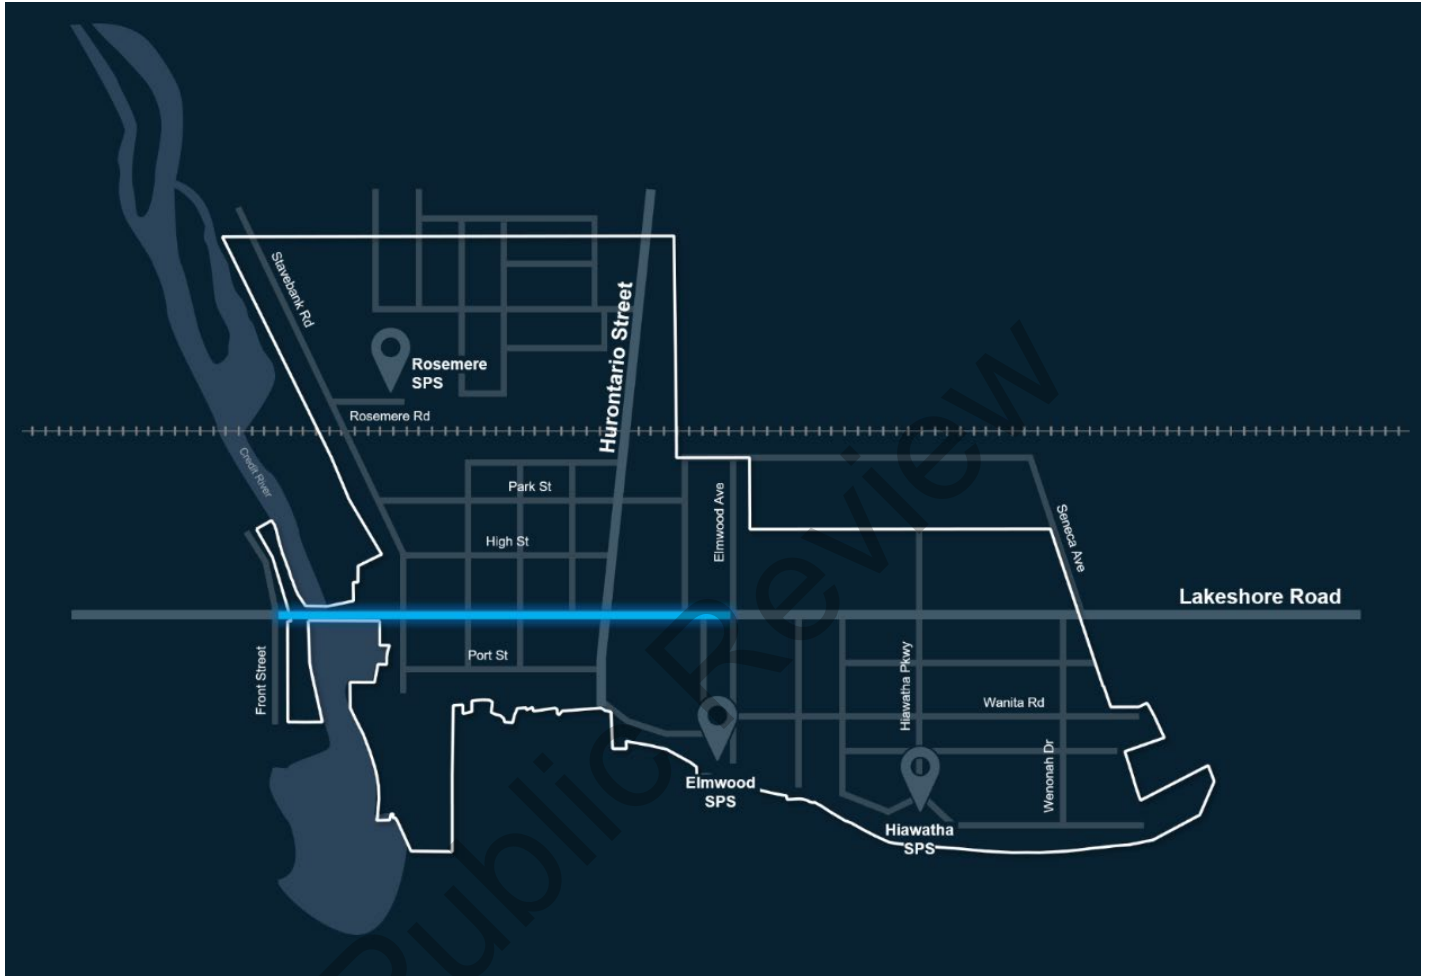 Stavebank Rd
Hurontario Street
Rosemere
SPS
Rosemere Rd
Credit River
Park St
Elmwood Ave
High St
Seneca Ave
Lakeshore Road
Front Street
Port St
Hiawatha Pkwy
Wanita Rd
Wenonah Dr
Elmwood
SPS
Hiawatha
SPS
Public Review